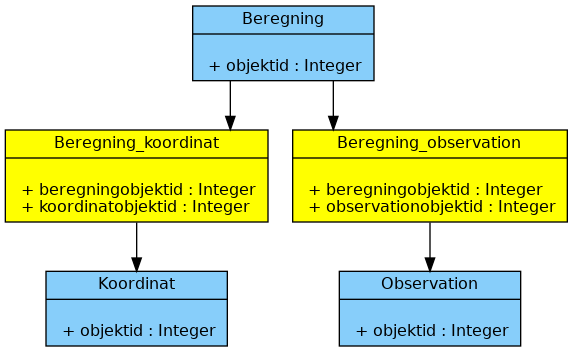 Beregning
+ objektid : Integer
Beregning_koordinat
+ beregningobjektid : Integer
+ koordinatobjektid : Integer
Beregning_observation
+ beregningobjektid : Integer
+ observationobjektid : Integer
Koordinat
+ objektid : Integer
Observation
+ objektid : Integer